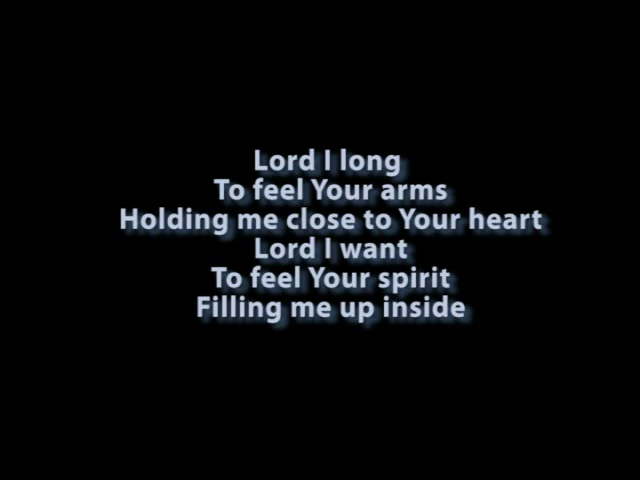 Lord I long
To feel Your arms
Holding me close to Your heart
Lord I want
To feel Your spirit
Filling me up inside